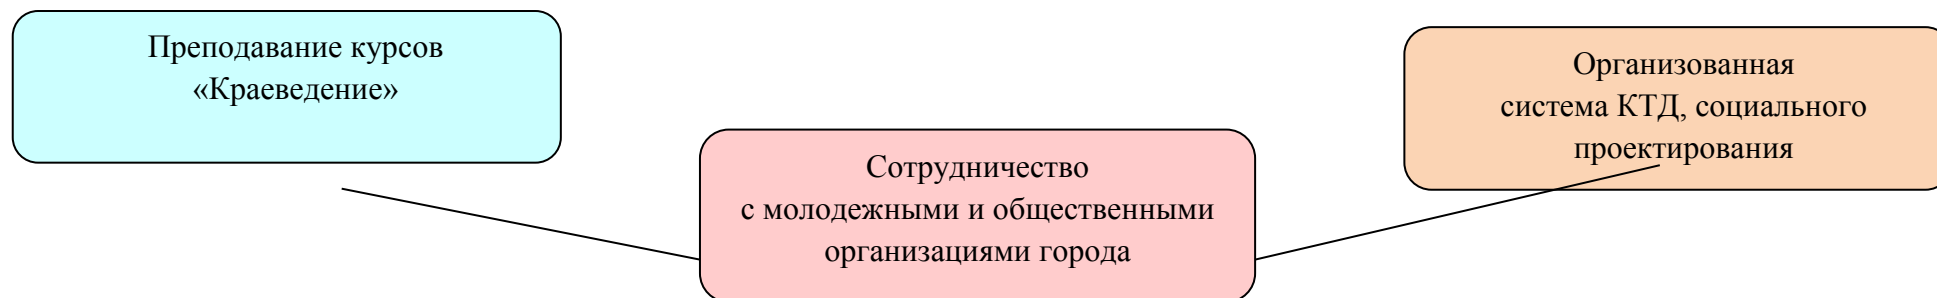 Преподавание курсов
«Краеведение»
Организованная
система КТД, социального
проектирования
Сотрудничество
с молодежными и общественными
организациями города